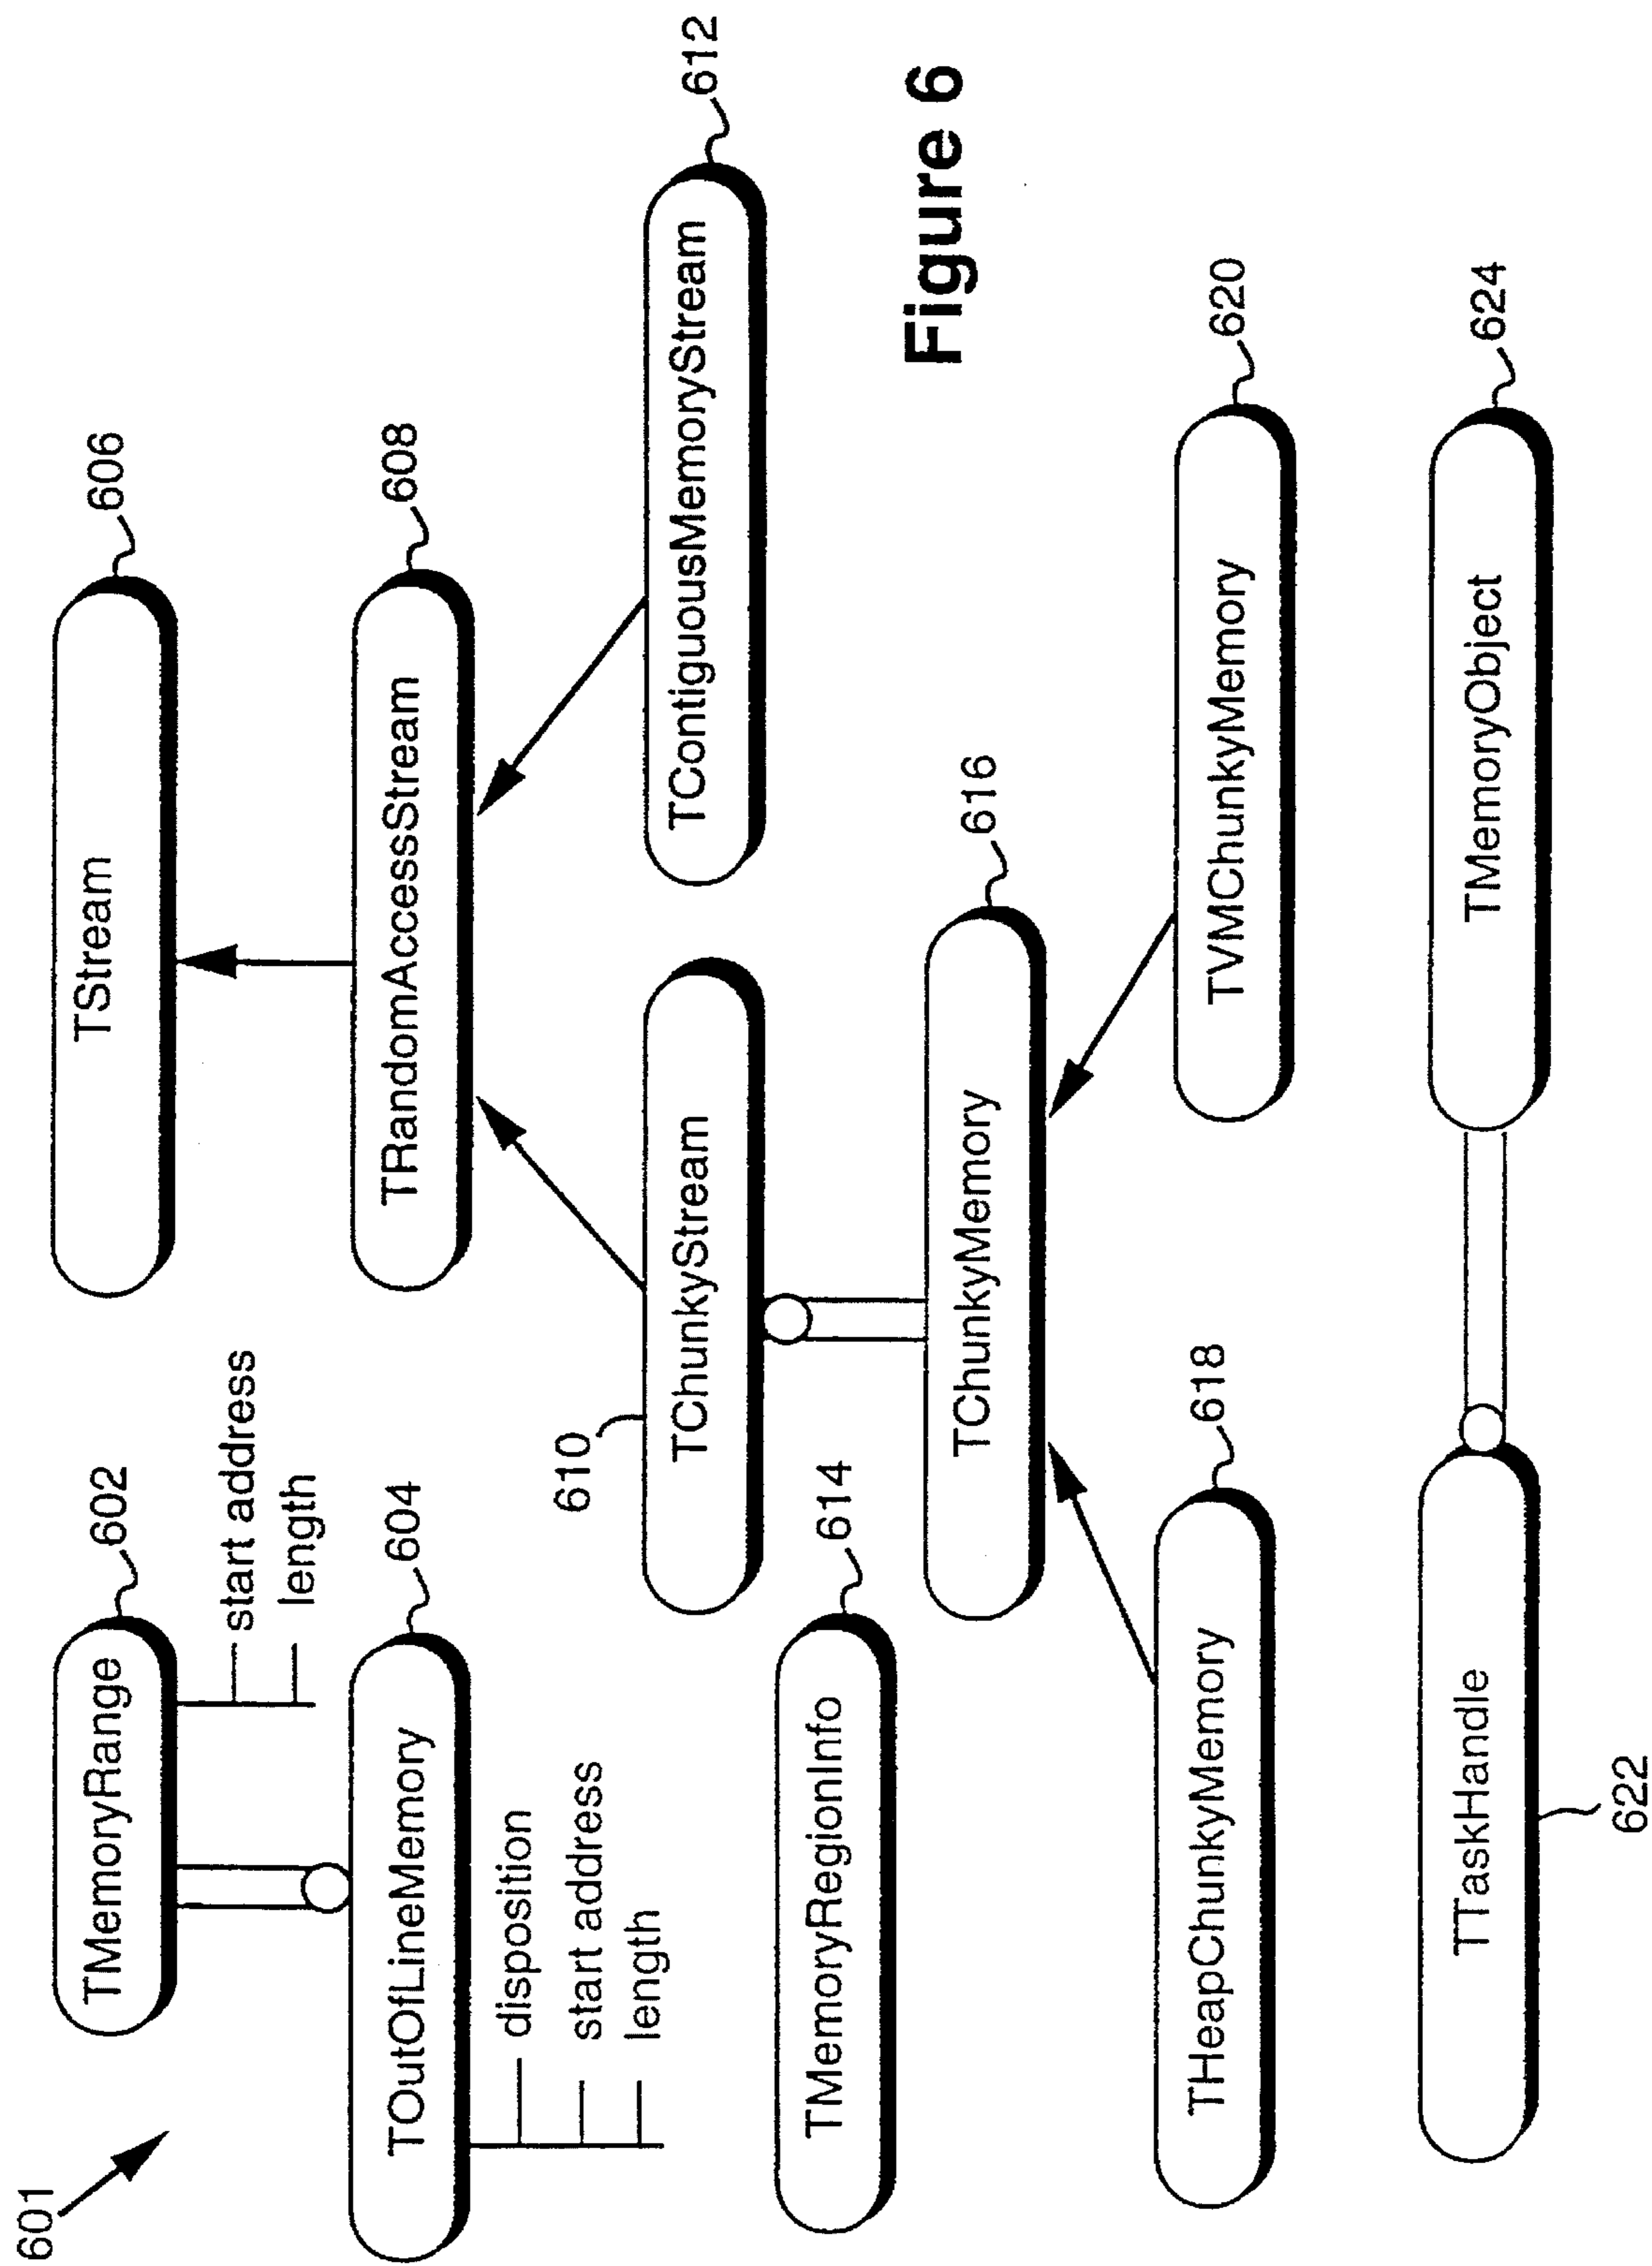 601
TMemoryRange
602
start address
length
TStream
606
TOutOfLineMemory
604
disposition
start address
length
TRandomAccessStream
608
610
TChunkyStream
TContiguousMemoryStream
612
TMemoryRegionInfo
614
TChunkyMemory
616
Figure 6
THeapChunkyMemory
618
TVMChunkyMemory
620
TTaskHandle
622
TMemoryObject
624